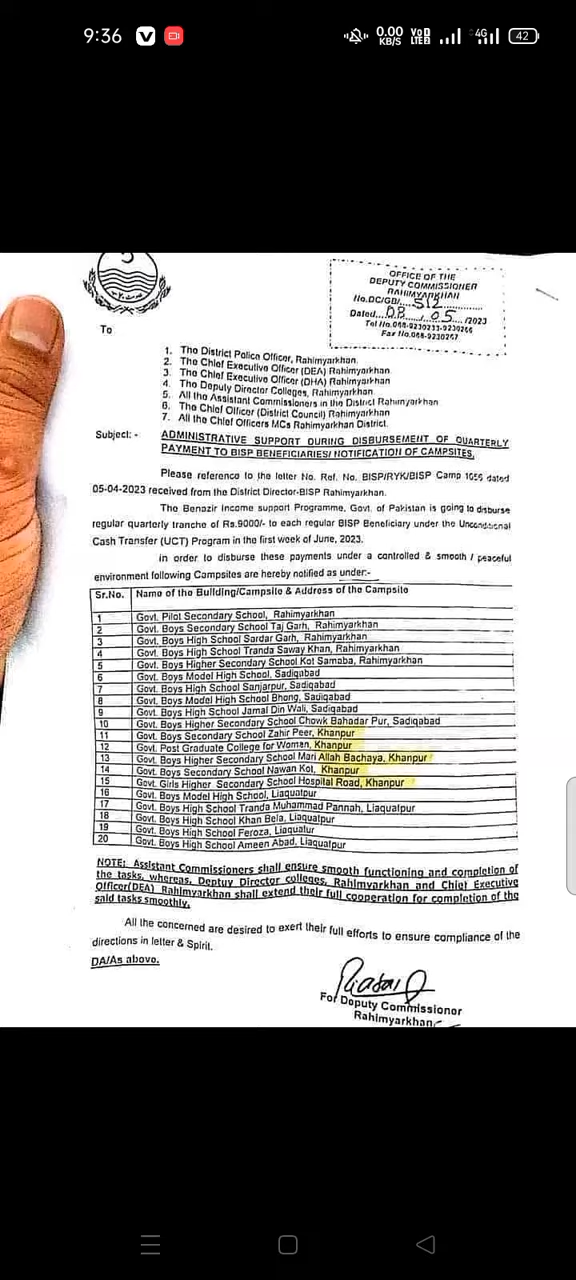 9:36
0.00
KB/S
Vo
LTE 2
4G
42
OFFICE OF THE
DEPUTY COMMISSIONER
RAHIMYARKHAN
No.DC/GB/....512...
Dated...08..../..05..../2023
Tel No.068-9230233-9230266
Fax No.068-9230267
To
1. The District Police Officer, Rahimyarkhan.
2. The Chief Executive Officer (DEA) Rahimyarkhan
3. The Chief Executive Officer (DHA) Rahimyarkhan
4. The Deputy Director Colleges, Rahimyarkhan.
5. All the Assistant Commissioners in the District Rahimyarkhan
6. The Chief Officer (District Council) Rahimyarkhan
7. All the Chief Officers MCs Rahimyarkhan District.
Subject: - ADMINISTRATIVE SUPPORT DURING DISBURSEMENT OF QUARTERLY
PAYMENT TO BISP BENEFICIARIES/ NOTIFICATION OF CAMPSITES.
Please reference to the letter No. Ref. No. BISP/RYK/BISP Camp 1056 dated
05-04-2023 received from the District Director-BISP Rahimyarkhan.
The Benazir Income support Programme, Govt. of Pakistan is going to disburse
regular quarterly tranche of Rs.9000/- to each regular BISP Beneficiary under the Unconditional
Cash Transfer (UCT) Program in the first week of June, 2023.
In order to disburse these payments under a controlled & smooth / peaceful
environment following Campsites are hereby notified as under:-
Sr.No. Name of the Building/Campsite & Address of the Campsite
1 Govt. Pilot Secondary School, Rahimyarkhan
2 Govt. Boys Secondary School Taj Garh, Rahimyarkhan
3 Govt. Boys High School Sardar Garh, Rahimyarkhan
4 Govt. Boys High School Tranda Saway Khan, Rahimyarkhan
5 Govt. Boys Higher Secondary School Kot Samaba, Rahimyarkhan
6 Govt. Boys Model High School, Sadiqabad
7 Govt. Boys High School Sanjarpur, Sadiqabad
8 Govt. Boys Model High School Bhong, Sadiqabad
9 Govt. Boys High School Jamal Din Wali, Sadiqabad
10 Govt. Boys Higher Secondary School Chowk Bahadar Pur, Sadiqabad
11 Govt. Boys Secondary School Zahir Peer, Khanpur
12 Govt. Post Graduate College for Women, Khanpur
13 Govt. Boys Higher Secondary School Mari Allah Bachaya, Khanpur
14 Govt. Boys Secondary School Nawan Kot, Khanpur
15 Govt. Girls Higher Secondary School Hospital Road, Khanpur
16 Govt. Boys Model High School, Liaquatpur
17 Govt. Boys High School Tranda Muhammad Pannah, Liaquatpur
18 Govt. Boys High School Khan Bela, Liaquatpur
19 Govt. Boys High School Feroza, Liaquatur
20 Govt. Boys High School Ameen Abad, Liaquatpur
NOTE: Assistant Commissioners shall ensure smooth functioning and completion of
the tasks, whereas, Deptuy Director colleges, Rahimyarkhan and Chief Executive
Officer(DEA) Rahimyarkhan shall extend their full cooperation for completion of the
said tasks smoothly.
All the concerned are desired to exert their full efforts to ensure compliance of the
directions in letter & Spirit.
DA/As above.
For Deputy Commissioner
Rahimyarkhan